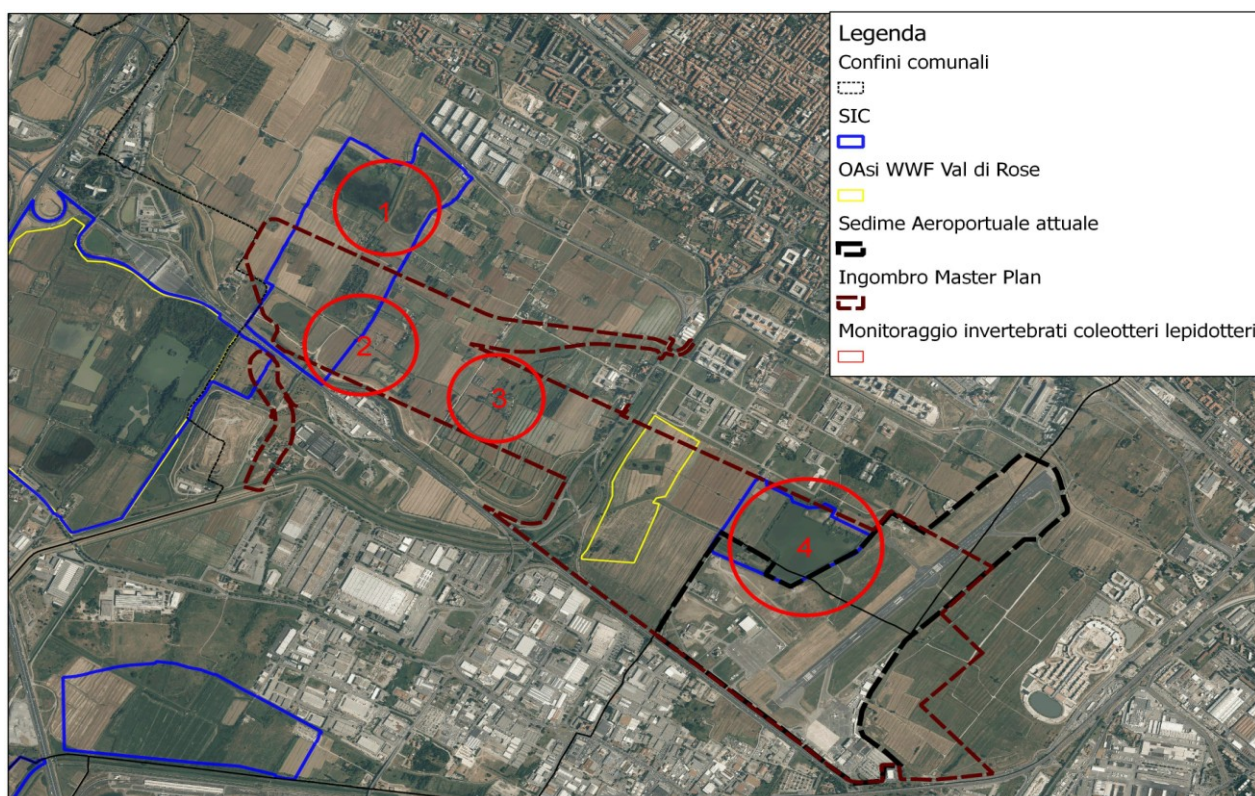 Legenda
Confini comunali
SIC
OAsi WWF Val di Rose
Sedime Aeroportuale attuale
Ingombro Master Plan
Monitoraggio invertebrati coleotteri lepidotteri
1
2
3
4